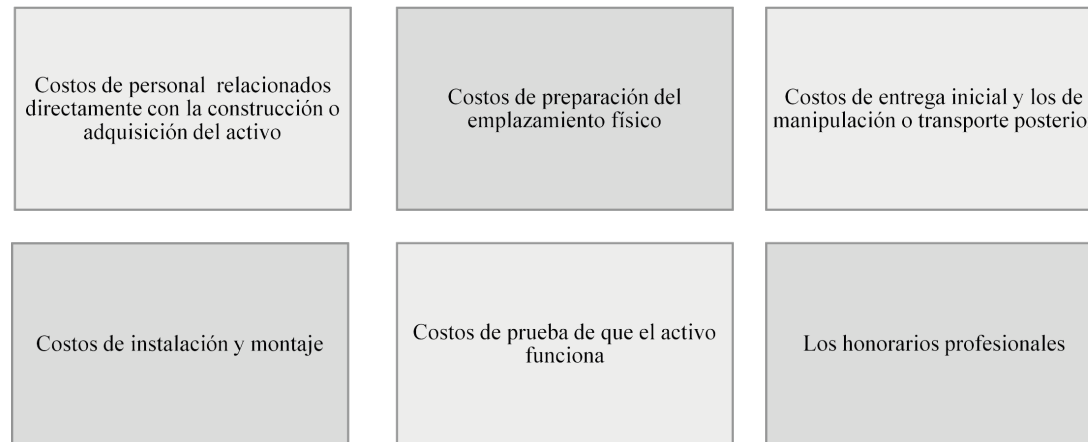 Costos de personal relacionados
directamente con la construcción o
adquisición del activo
Costos de preparación del
emplazamiento físico
Costos de entrega inicial y los de
manipulación o transporte posterio
Costos de instalación y montaje
Costos de prueba de que el activo
funciona
Los honorarios profesionales